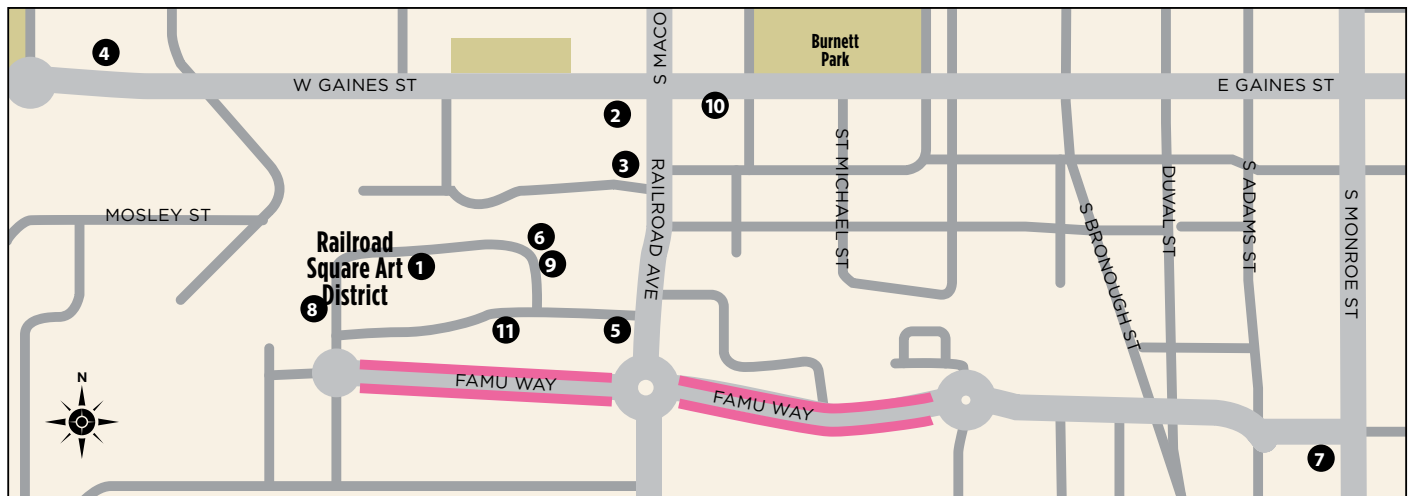 4
S MACO
Burnett
Park
W GAINES ST
E GAINES ST
2
10
3
ST MICHAEL ST
RAILROAD AVE
DUVAL ST
S ADAMS ST
S MONROE ST
S BRONOUGH ST
MOSLEY ST
Railroad
Square Art
District
1
6
9
8
11
5
N
FAMU WAY
FAMU WAY
7